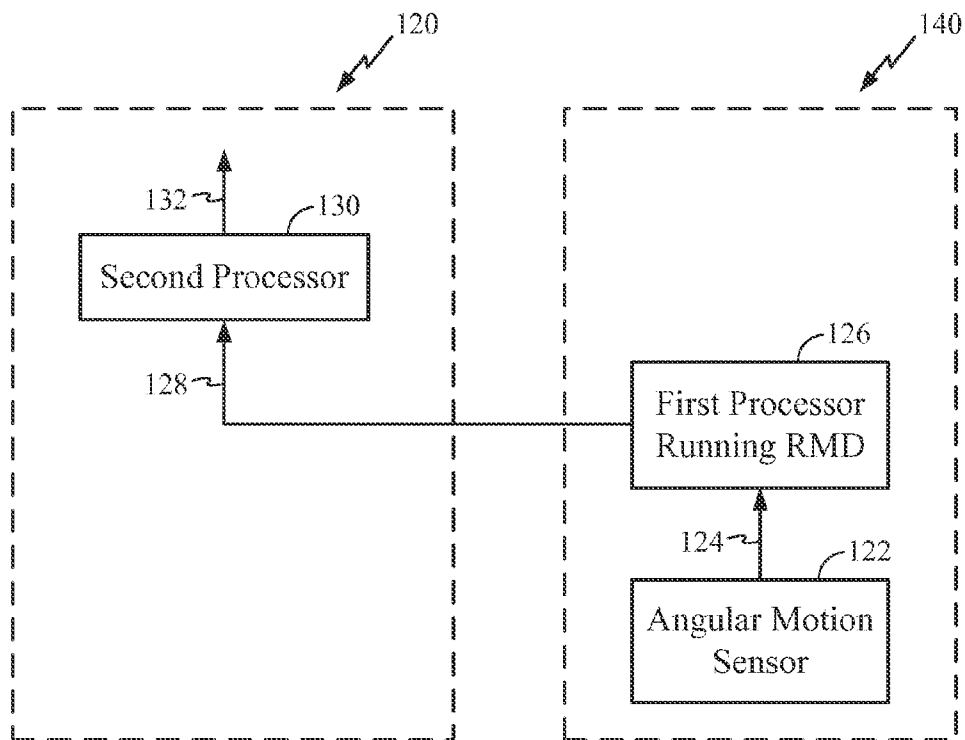 120
140
132
130
Second Processor
128
126
First Processor
Running RMD
124
122
Angular Motion
Sensor